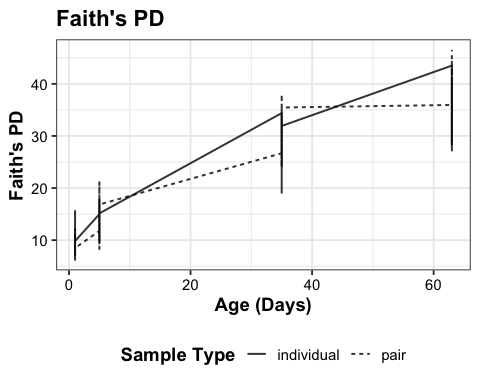 Faith's PD
40
30
20
10
Faith's PD
0 20 40 60
Age (Days)
Sample Type individual pair